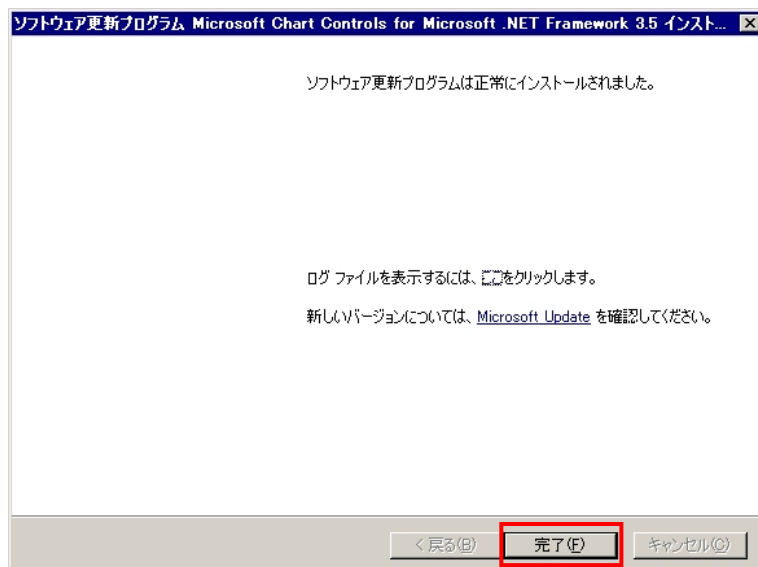 ソフトウェア更新プログラム Microsoft Chart Controls for Microsoft .NET Framework 3.5 インスト...
ソフトウェア更新プログラムは正常にインストールされました。
ログ ファイルを表示するには、ここをクリックします。
新しいバージョンについては、Microsoft Update を確認してください。
< 戻る(B)
完了(F)
キャンセル(C)